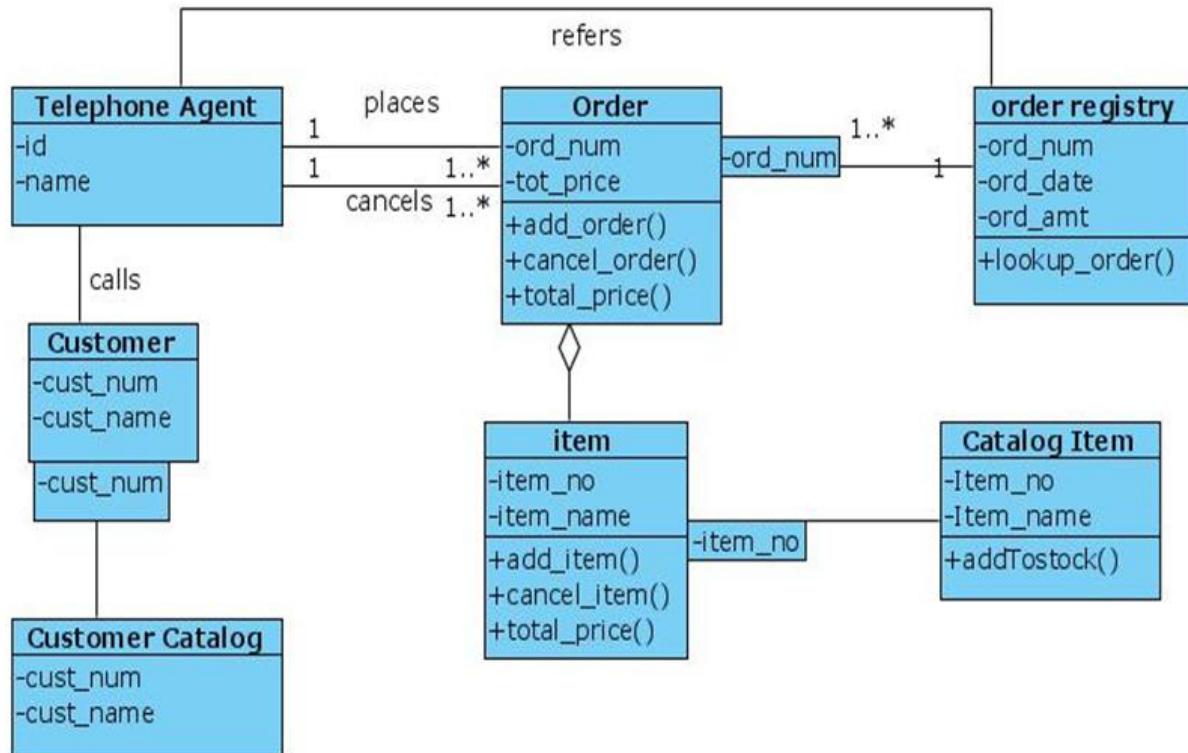 refers
Telephone Agent
-id
-name
places
1
1..*
1
cancels
1..*
Order
-ord_num
-tot_price
+add_order()
+cancel_order()
+total_price()
-ord_num
1..*
1
order registry
-ord_num
-ord_date
-ord_amt
+lookup_order()
calls
Customer
-cust_num
-cust_name
-cust_num
item
-item_no
-item_name
+add_item()
+cancel_item()
+total_price()
-item_no
Catalog Item
-Item_no
-Item_name
+addTostock()
Customer Catalog
-cust_num
-cust_name